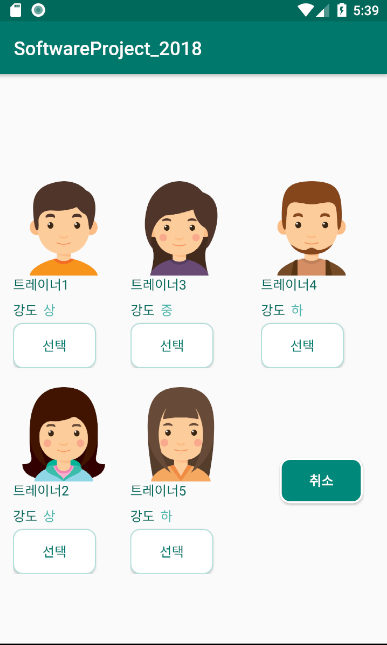 5:39
SoftwareProject_2018
트레이너1
강도 상
선택
트레이너3
강도 중
선택
트레이너4
강도 하
선택
트레이너2
강도 상
선택
트레이너5
강도 하
선택
취소